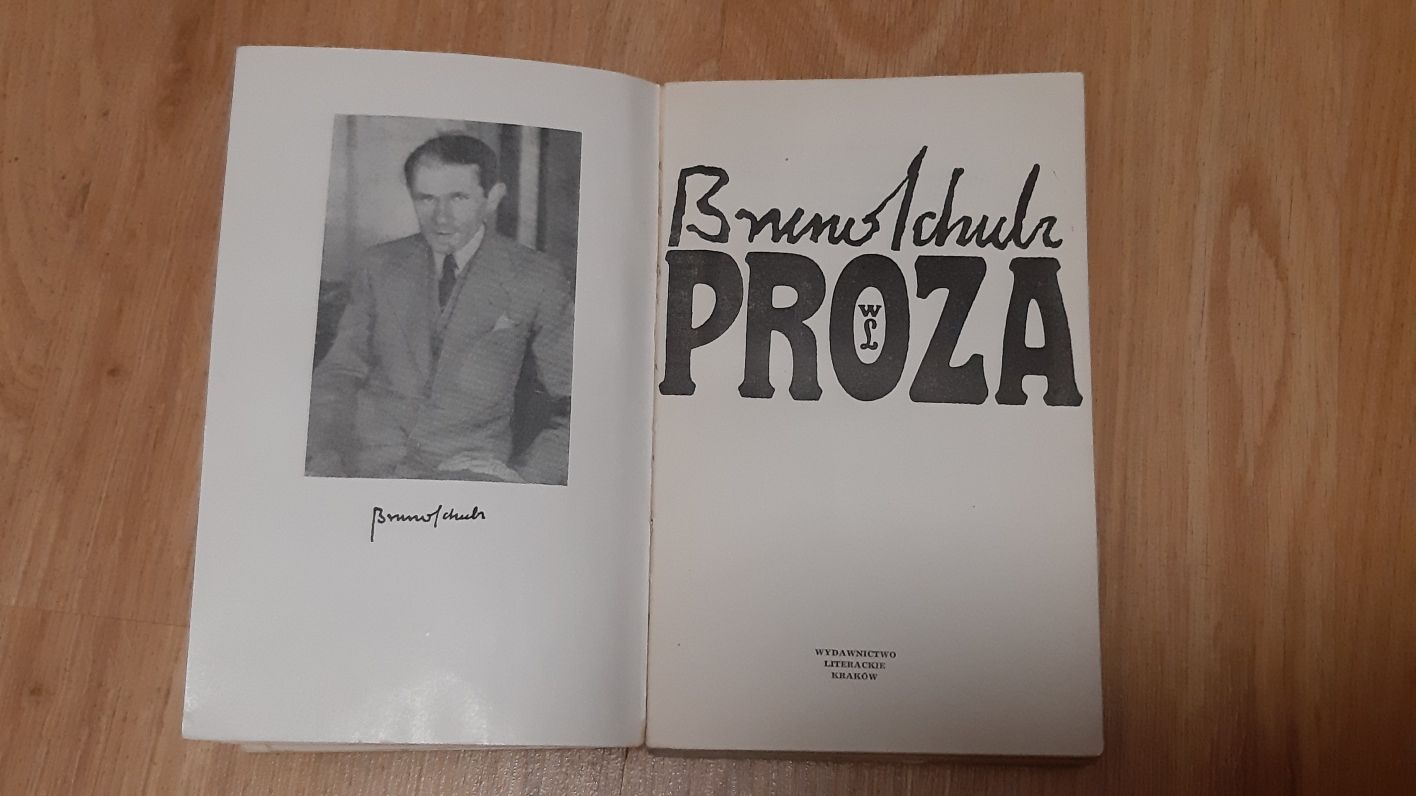 Bruno Schulz
Bruno Schulz
PROZA
WL
WYDAWNICTWO
LITERACKIE
KRAKÓW